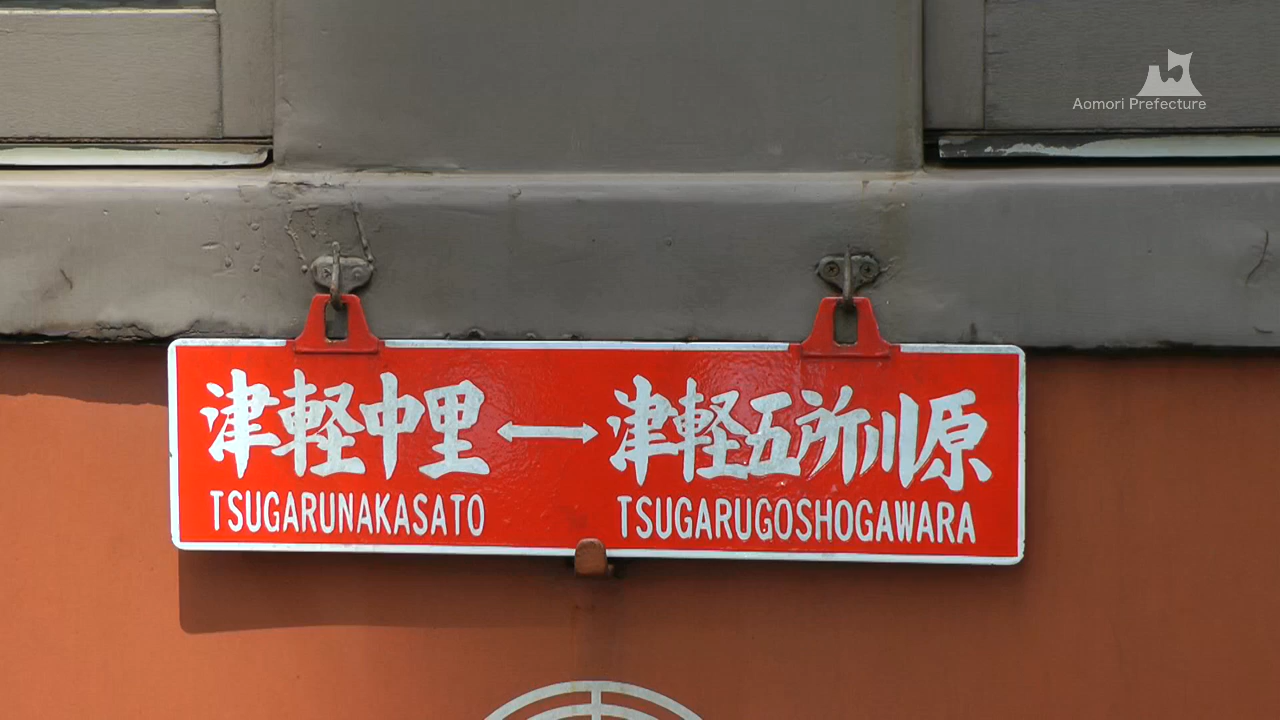 Aomori Prefecture
津軽中里↔津軽五所川原
TSUGARUNAKASATO TSUGARUGOSHOGAWARA